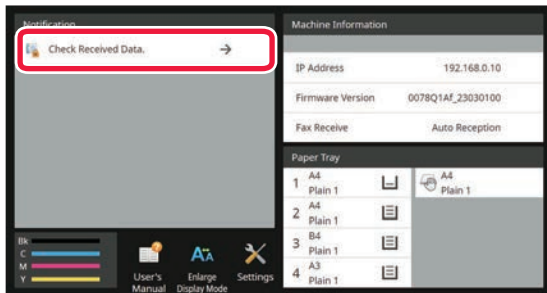 Notification
Check Received Data.
Machine Information
IP Address 192.168.0.10
Firmware Version 0078Q1Af_23030100
Fax Receive Auto Reception
Paper Tray
1 A4
Plain 1
A4
Plain 1
2 A4
Plain 1
3 B4
Plain 1
4 A3
Plain 1
Bk
C
M
Y
User's
Manual
Enlarge
Display Mode
Settings